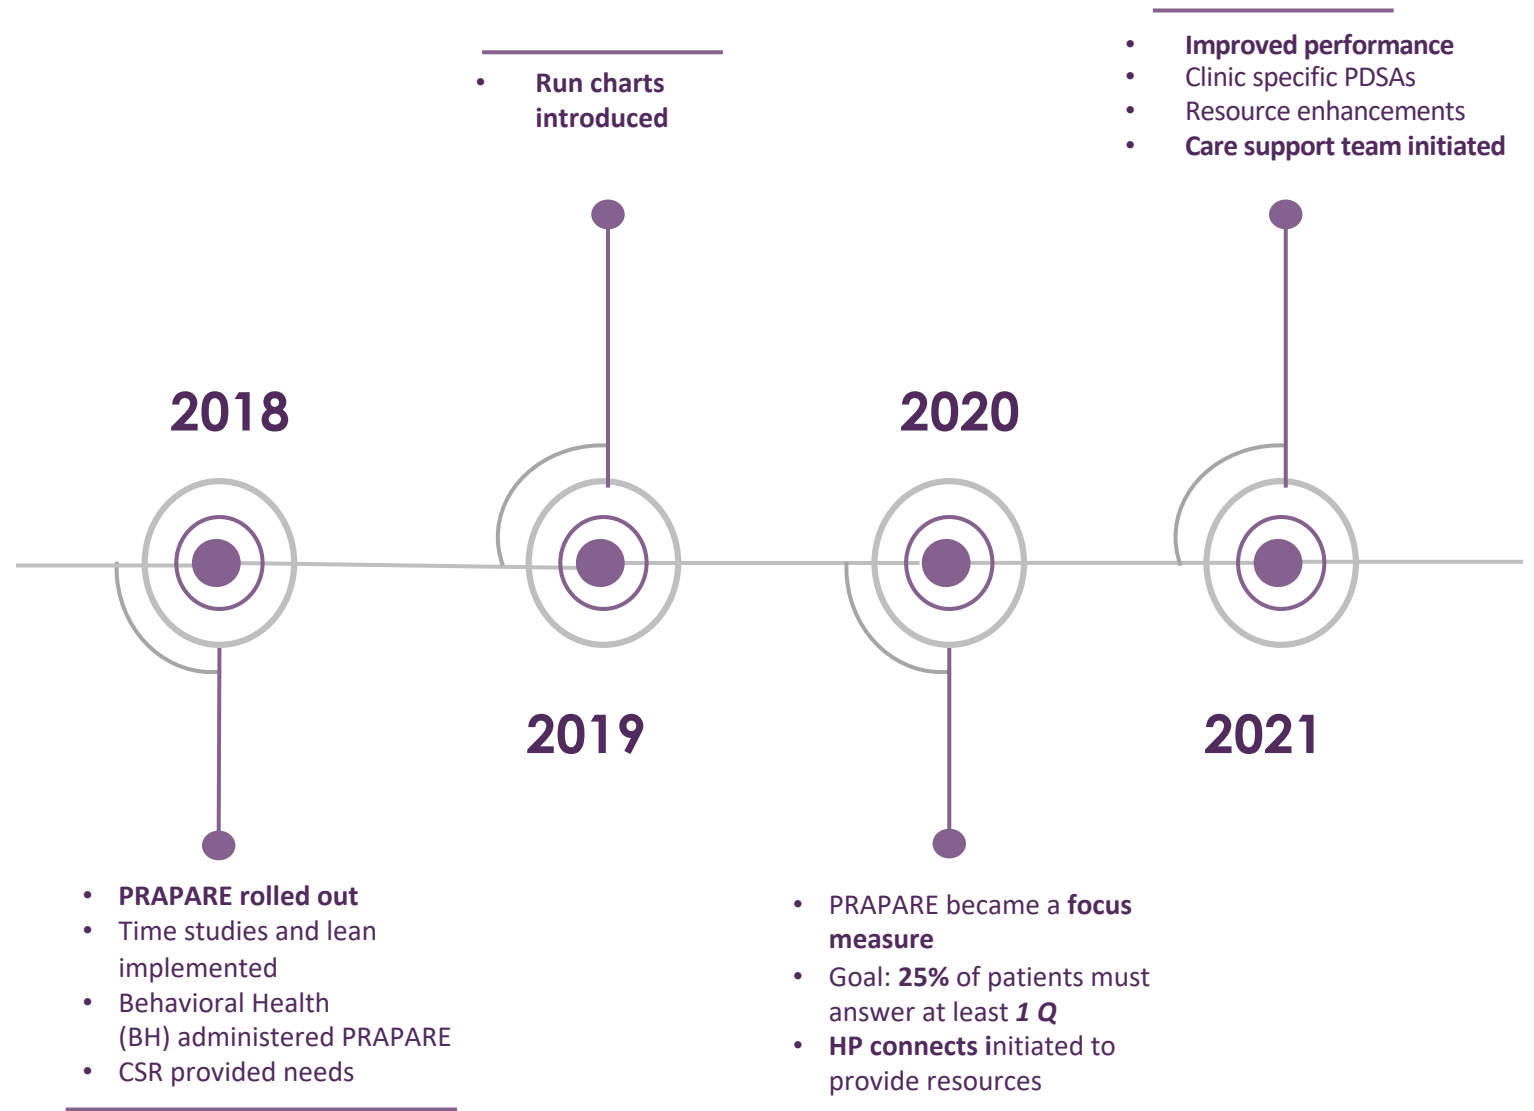 2018
• PRAPARE rolled out
• Time studies and lean
implemented
• Behavioral Health
(BH) administered PRAPARE
• CSR provided needs
• Run charts
introduced
2019
2020
• PRAPARE became a focus
measure
• Goal: 25% of patients must
answer at least 1 Q
• HP connects initiated to
provide resources
• Improved performance
• Clinic specific PDSAs
• Resource enhancements
• Care support team initiated
2021